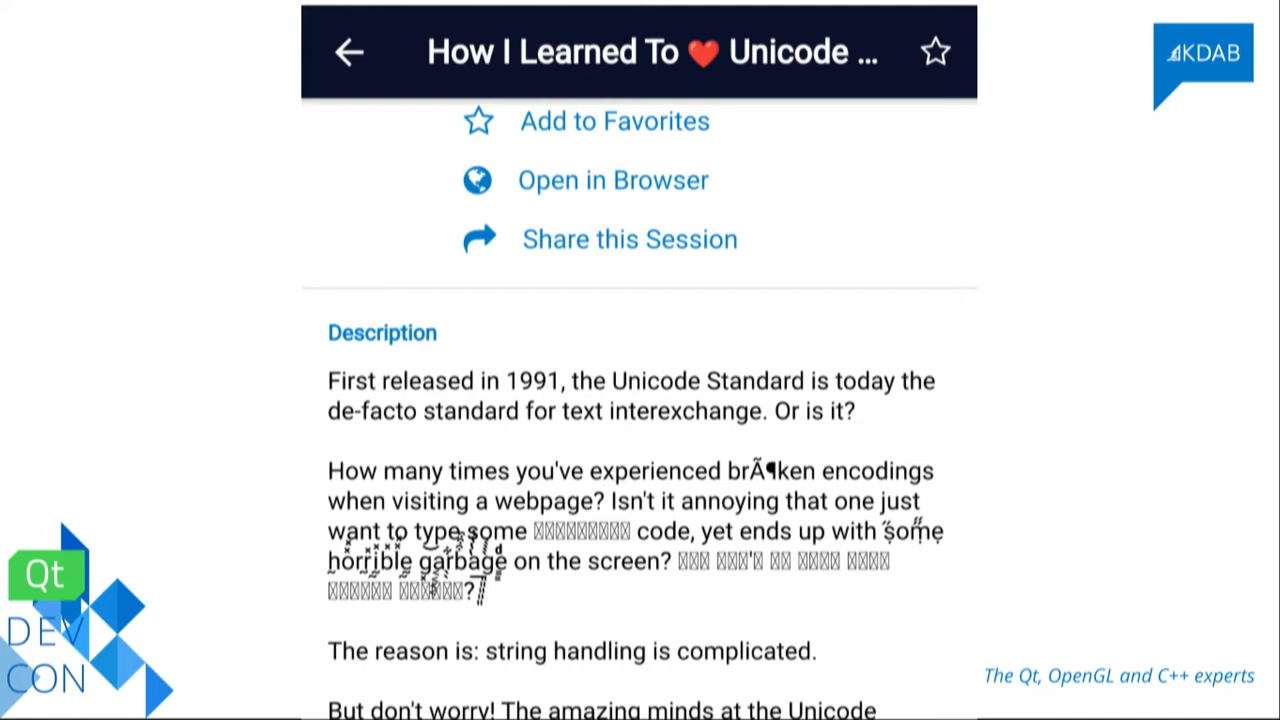 How I Learned To ❤️ Unicode ...
KDAB
Add to Favorites
Open in Browser
Share this Session
Description
First released in 1991, the Unicode Standard is today the
de-facto standard for text interexchange. Or is it?
How many times you've experienced brÃ¶ken encodings
when visiting a webpage? Isn't it annoying that one just
want to type some code, yet ends up with some
horrible garbage on the screen?
The reason is: string handling is complicated.
But don't worry! The amazing minds at the Unicode
Qt
DEV
CON
The Qt, OpenGL and C++ experts